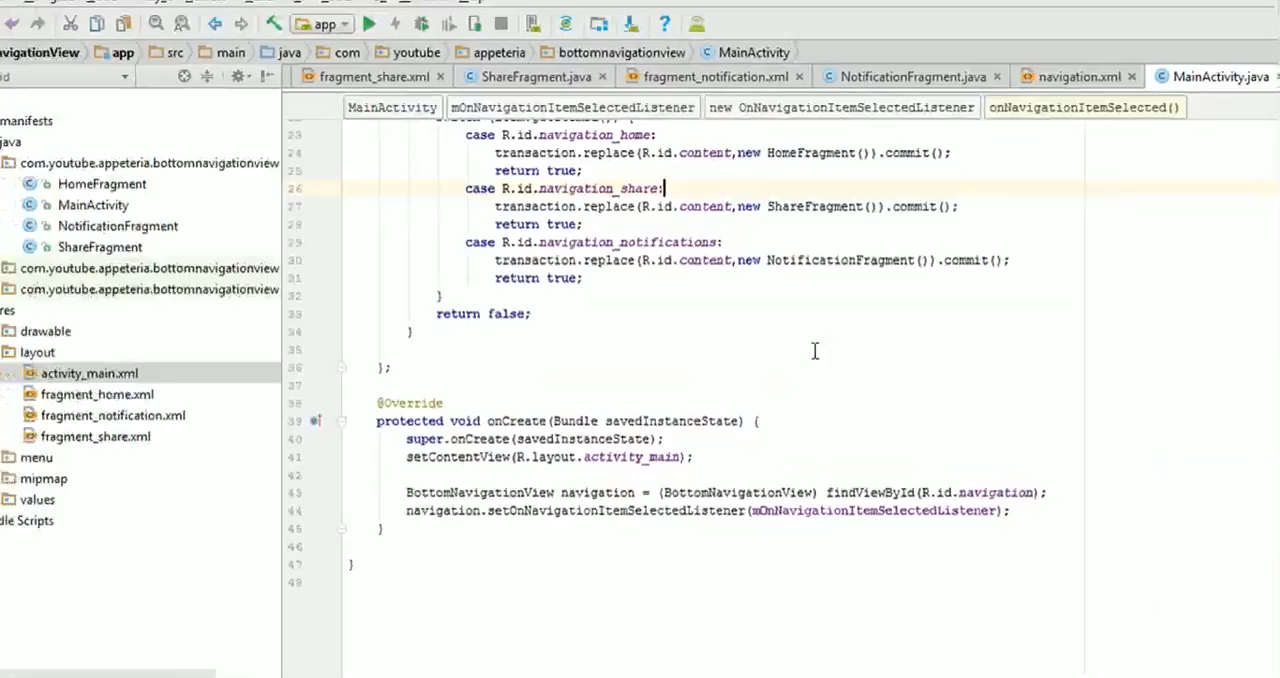 app
avigationView app src main java com youtube appeteria bottomnavigationview MainActivity
fragment_share.xml ShareFragment.java fragment_notification.xml NotificationFragment.java navigation.xml MainActivity.java
MainActivity mOnNavigationItemSelectedListener new OnNavigationItemSelectedListener onNavigationItemSelected()
manifests
java
com.youtube.appeteria.bottomnavigationview
HomeFragment
MainActivity
NotificationFragment
ShareFragment
com.youtube.appeteria.bottomnavigationview
com.youtube.appeteria.bottomnavigationview
res
drawable
layout
activity_main.xml
fragment_home.xml
fragment_notification.xml
fragment_share.xml
menu
mipmap
values
dle Scripts
23 case R.id.navigation_home:
24 transaction.replace(R.id.content,new HomeFragment()).commit();
25 return true;
26 case R.id.navigation_share:
27 transaction.replace(R.id.content,new ShareFragment()).commit();
28 return true;
29 case R.id.navigation_notifications:
30 transaction.replace(R.id.content,new NotificationFragment()).commit();
31 return true;
32 }
33 return false;
34 }
35
36 };
37
38 @Override
39 protected void onCreate(Bundle savedInstanceState) {
40 super.onCreate(savedInstanceState);
41 setContentView(R.layout.activity_main);
42
43 BottomNavigationView navigation = (BottomNavigationView) findViewById(R.id.navigation);
44 navigation.setOnNavigationItemSelectedListener(mOnNavigationItemSelectedListener);
45 }
46
47 }
48